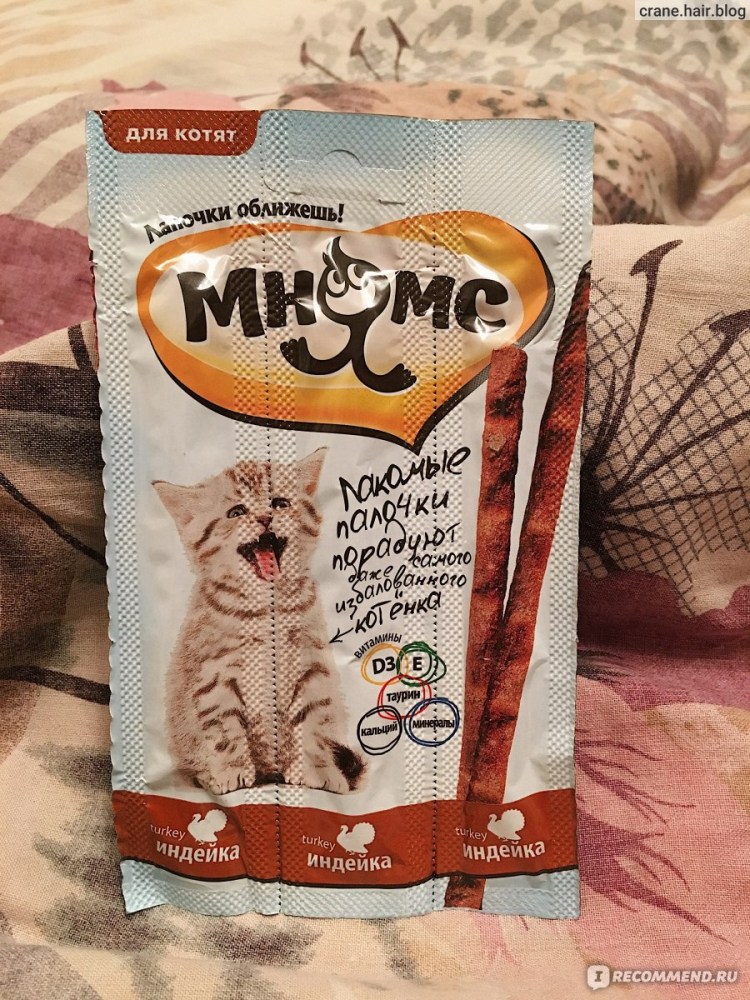 crane.hair.blog
ДЛЯ КОТЯТ
Лапочки оближешь!
МНЯМС
Лакомые
палочки
порадуют
даже самого
избалованного
котёнка
ВИТАМИНЫ
D3 E
таурин
кальций минералы
turkey
индейка
turkey
индейка
turkey
индейка
IRECOMMEND.RU